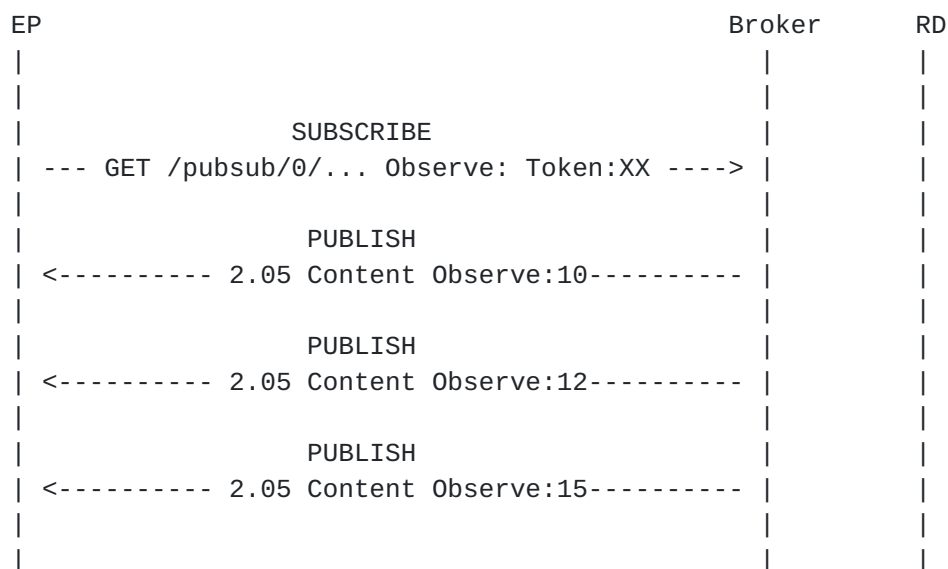 EP Broker RD
SUBSCRIBE
--- GET /pubsub/0/... Observe: Token:XX ---->
PUBLISH
<---------- 2.05 Content Observe:10----------
PUBLISH
<---------- 2.05 Content Observe:12----------
PUBLISH
<---------- 2.05 Content Observe:15----------